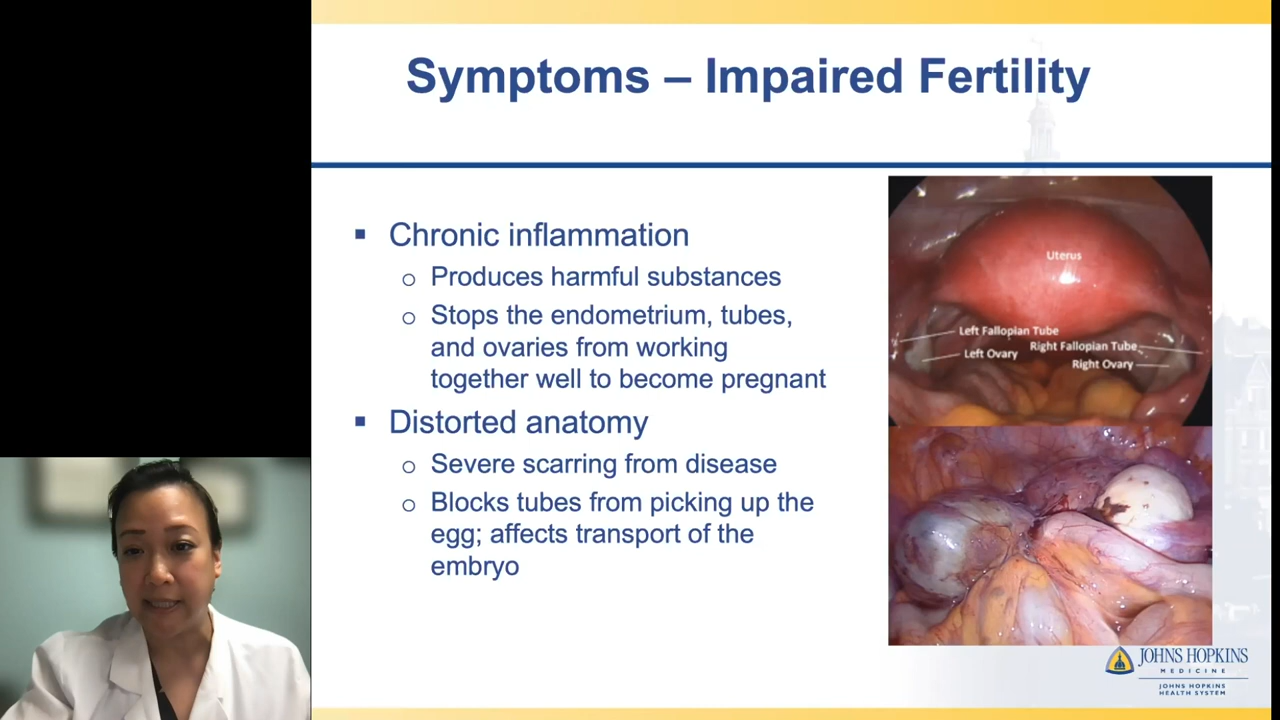 Symptoms – Impaired Fertility
▪ Chronic inflammation
o Produces harmful substances
o Stops the endometrium, tubes,
and ovaries from working
together well to become pregnant
▪ Distorted anatomy
o Severe scarring from disease
o Blocks tubes from picking up the
egg; affects transport of the
embryo
Uterus
Left Fallopian Tube
Right Fallopian Tube
Left Ovary
Right Ovary
JOHNS HOPKINS
MEDICINE
JOHNS HOPKINS
HEALTH SYSTEM